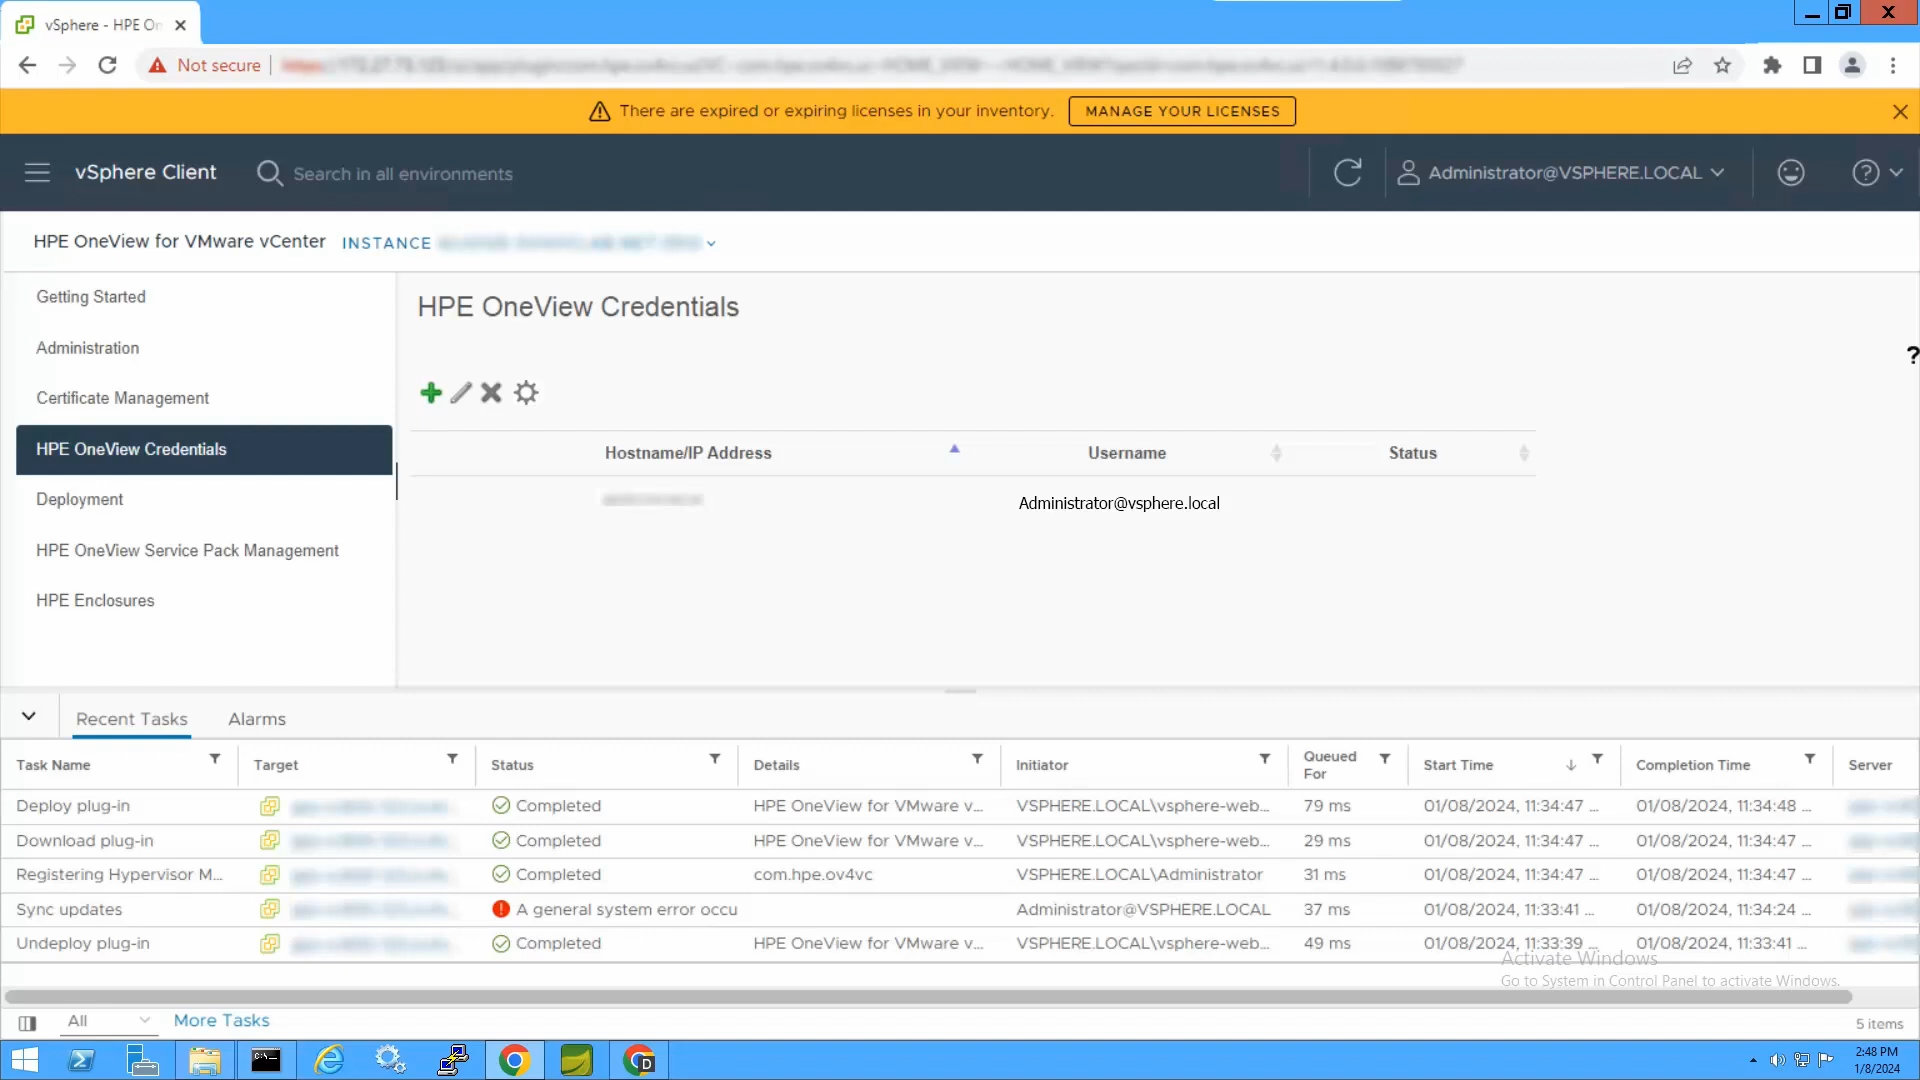 vSphere - HPE On
Not secure
There are expired or expiring licenses in your inventory.
MANAGE YOUR LICENSES
vSphere Client
Search in all environments
Administrator@VSPHERE.LOCAL
HPE OneView for VMware vCenter
INSTANCE
Getting Started
Administration
Certificate Management
HPE OneView Credentials
Deployment
HPE OneView Service Pack Management
HPE Enclosures
HPE OneView Credentials
?
Hostname/IP Address Username Status
Administrator@vsphere.local
Recent Tasks Alarms
Task Name Target Status Details Initiator Queued For Start Time Completion Time Server
Deploy plug-in Completed HPE OneView for VMware v... VSPHERE.LOCAL\vsphere-web... 79 ms 01/08/2024, 11:34:47 ... 01/08/2024, 11:34:48 ...
Download plug-in Completed HPE OneView for VMware v... VSPHERE.LOCAL\vsphere-web... 29 ms 01/08/2024, 11:34:47 ... 01/08/2024, 11:34:47 ...
Registering Hypervisor M... Completed com.hpe.ov4vc VSPHERE.LOCAL\Administrator 31 ms 01/08/2024, 11:34:47 ... 01/08/2024, 11:34:47 ...
Sync updates A general system error occu Administrator@VSPHERE.LOCAL 37 ms 01/08/2024, 11:33:41 ... 01/08/2024, 11:34:24 ...
Undeploy plug-in Completed HPE OneView for VMware v... VSPHERE.LOCAL\vsphere-web... 49 ms 01/08/2024, 11:33:39 ... 01/08/2024, 11:33:41 ...
Activate Windows
Go to System in Control Panel to activate Windows.
All More Tasks
5 items
2:48 PM
1/8/2024